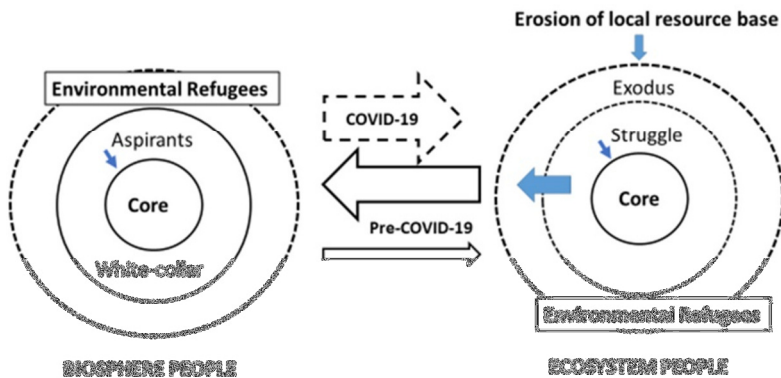 Erosion of local resource base
Environmental Refugees
Exodus
COVID-19
Aspirants
Struggle
Core
Core
Pre-COVID-19
White-collar
Environmental Refugees
BIOSPHERE PEOPLE
ECOSYSTEM PEOPLE